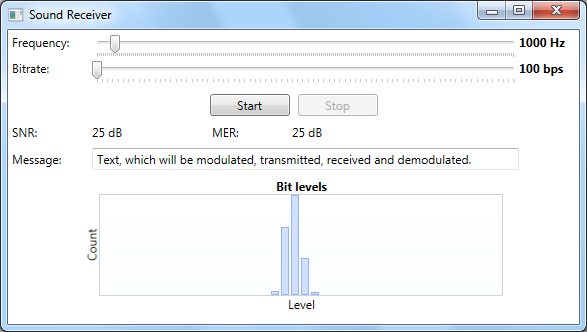 Sound Receiver
Frequency: 1000 Hz
Bitrate: 100 bps
Start Stop
SNR: 25 dB MER: 25 dB
Message: Text, which will be modulated, transmitted, received and demodulated.
Bit levels
Count
Level